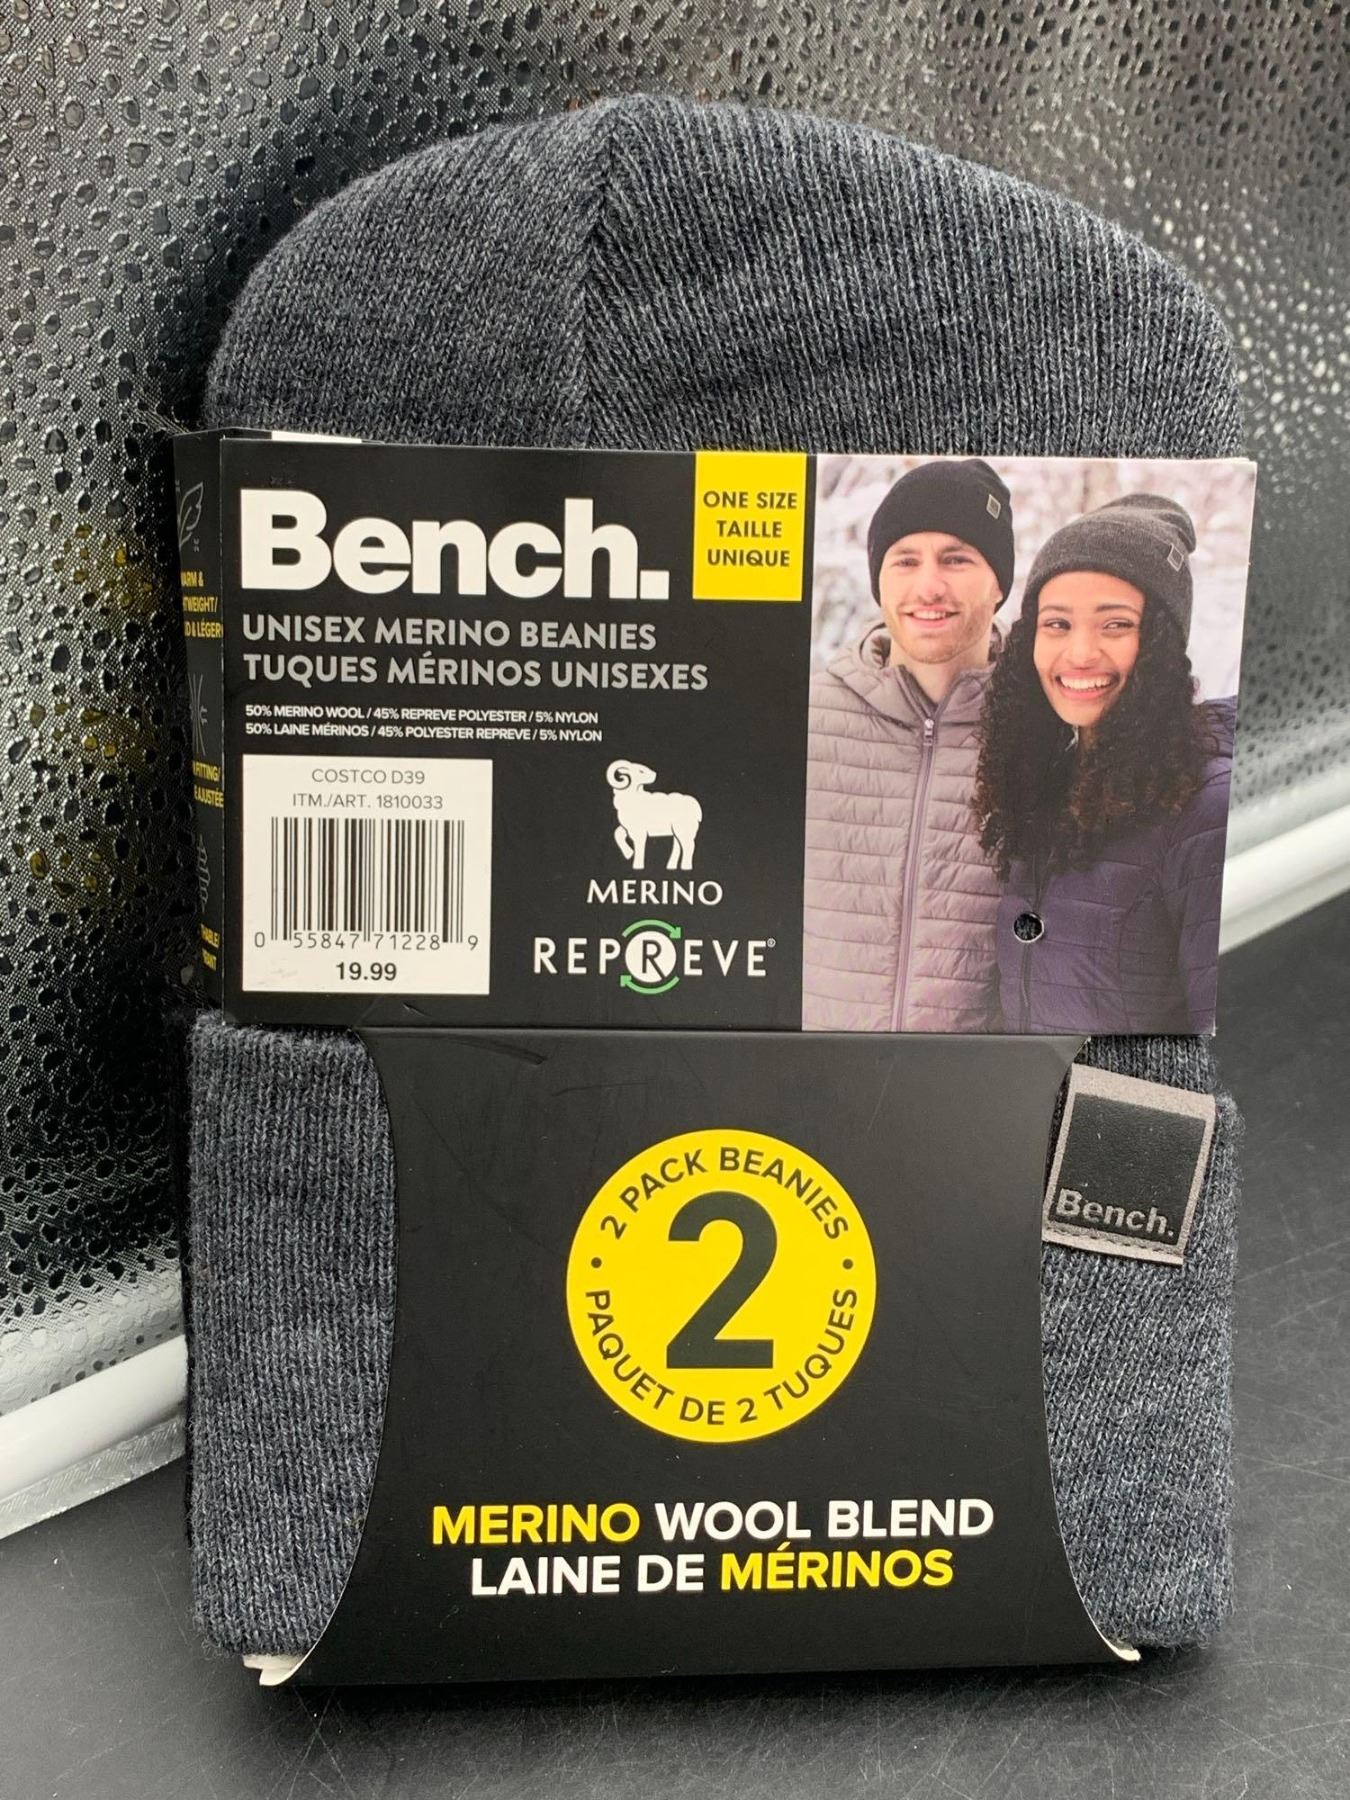 Bench.
ONE SIZE
TAILLE
UNIQUE
UNISEX MERINO BEANIES
TUQUES MÉRINOS UNISEXES
50% MERINO WOOL / 45% REPREVE POLYESTER / 5% NYLON
50% LAINE MÉRINOS / 45% POLYESTER REPREVE / 5% NYLON
COSTCO D39
ITM./ART. 1810033
0 55847 71228 9
19.99
MERINO
REPREVE®
Bench.
2 PACK BEANIES
2
PAQUET DE 2 TUQUES
MERINO WOOL BLEND
LAINE DE MÉRINOS